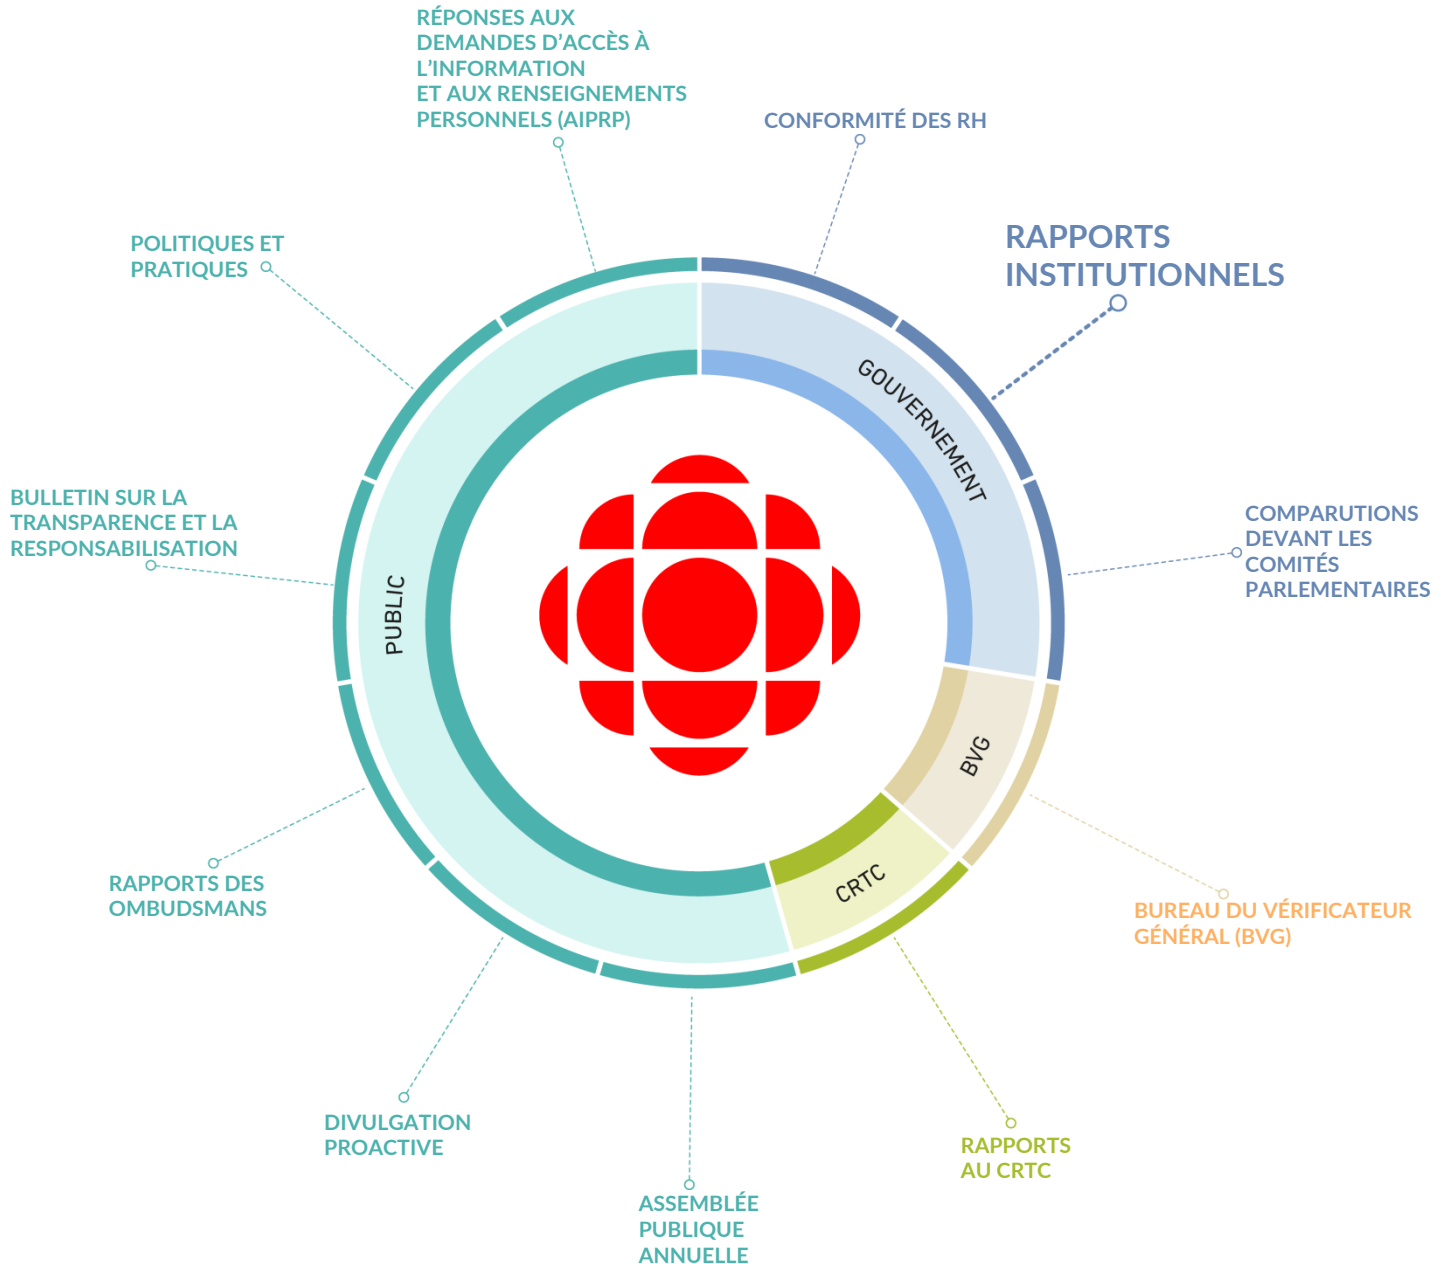 RÉPONSES AUX
DEMANDES D'ACCÈS À
L'INFORMATION
ET AUX RENSEIGNEMENTS
PERSONNELS (AIPRP)
CONFORMITÉ DES RH
RAPPORTS
INSTITUTIONNELS
POLITIQUES ET
PRATIQUES
GOUVERNEMENT
BULLETIN SUR LA
TRANSPARENCE ET LA
RESPONSABILISATION
COMPARUTIONS
DEVANT LES
COMITÉS
PARLEMENTAIRES
PUBLIC
BVG
CRTC
RAPPORTS DES
OMBUDSMANS
BUREAU DU VÉRIFICATEUR
GÉNÉRAL (BVG)
DIVULGATION
PROACTIVE
RAPPORTS
AU CRTC
ASSEMBLÉE
PUBLIQUE
ANNUELLE